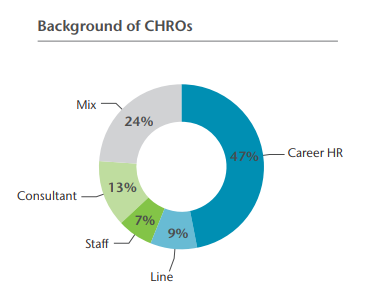 Background of CHROs
Mix
24%
47%
Career HR
13%
Consultant
7%
9%
Staff
Line